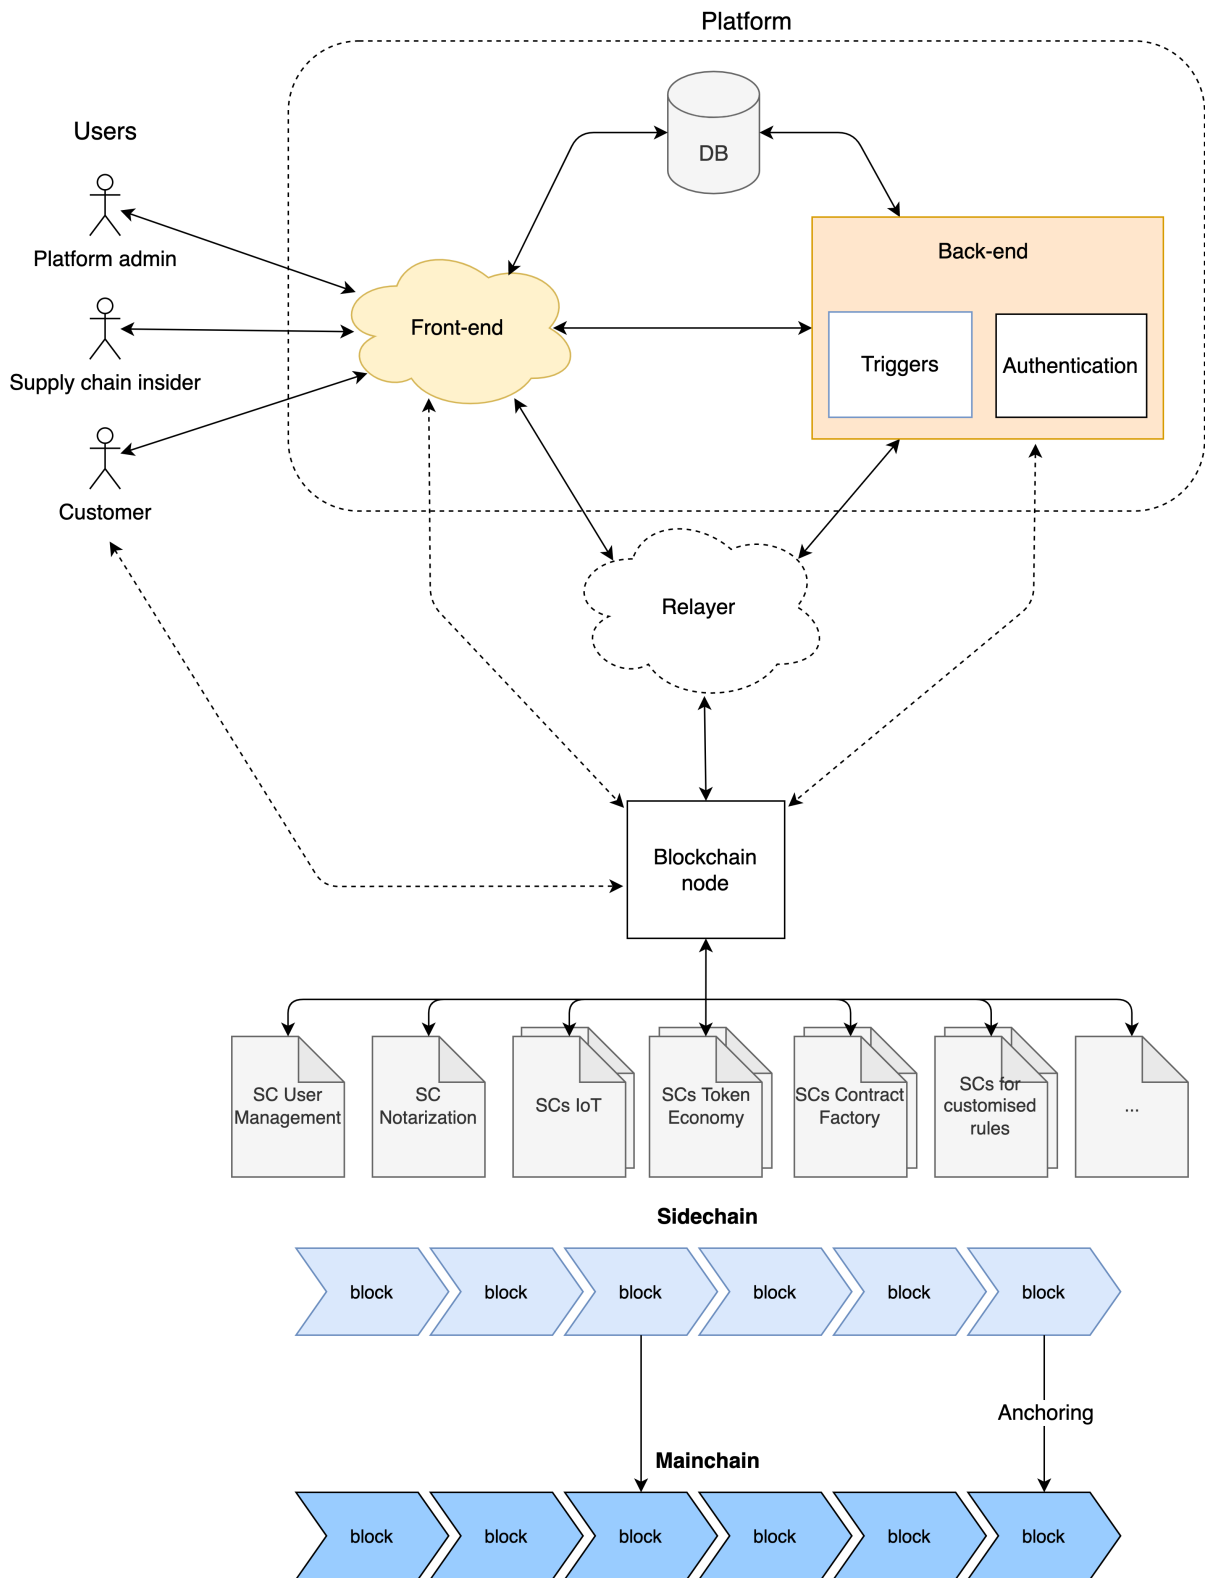 Platform
Users
DB
Platform admin
Back-end
Front-end
Triggers
Authentication
Supply chain insider
Customer
Relayer
Blockchain
node
SC User
Management
SC
Notarization
SCs IoT
SCs Token
Economy
SCs Contract
Factory
SCs for
customised
rules
...
Sidechain
block
block
block
block
block
block
Anchoring
Mainchain
block
block
block
block
block
block